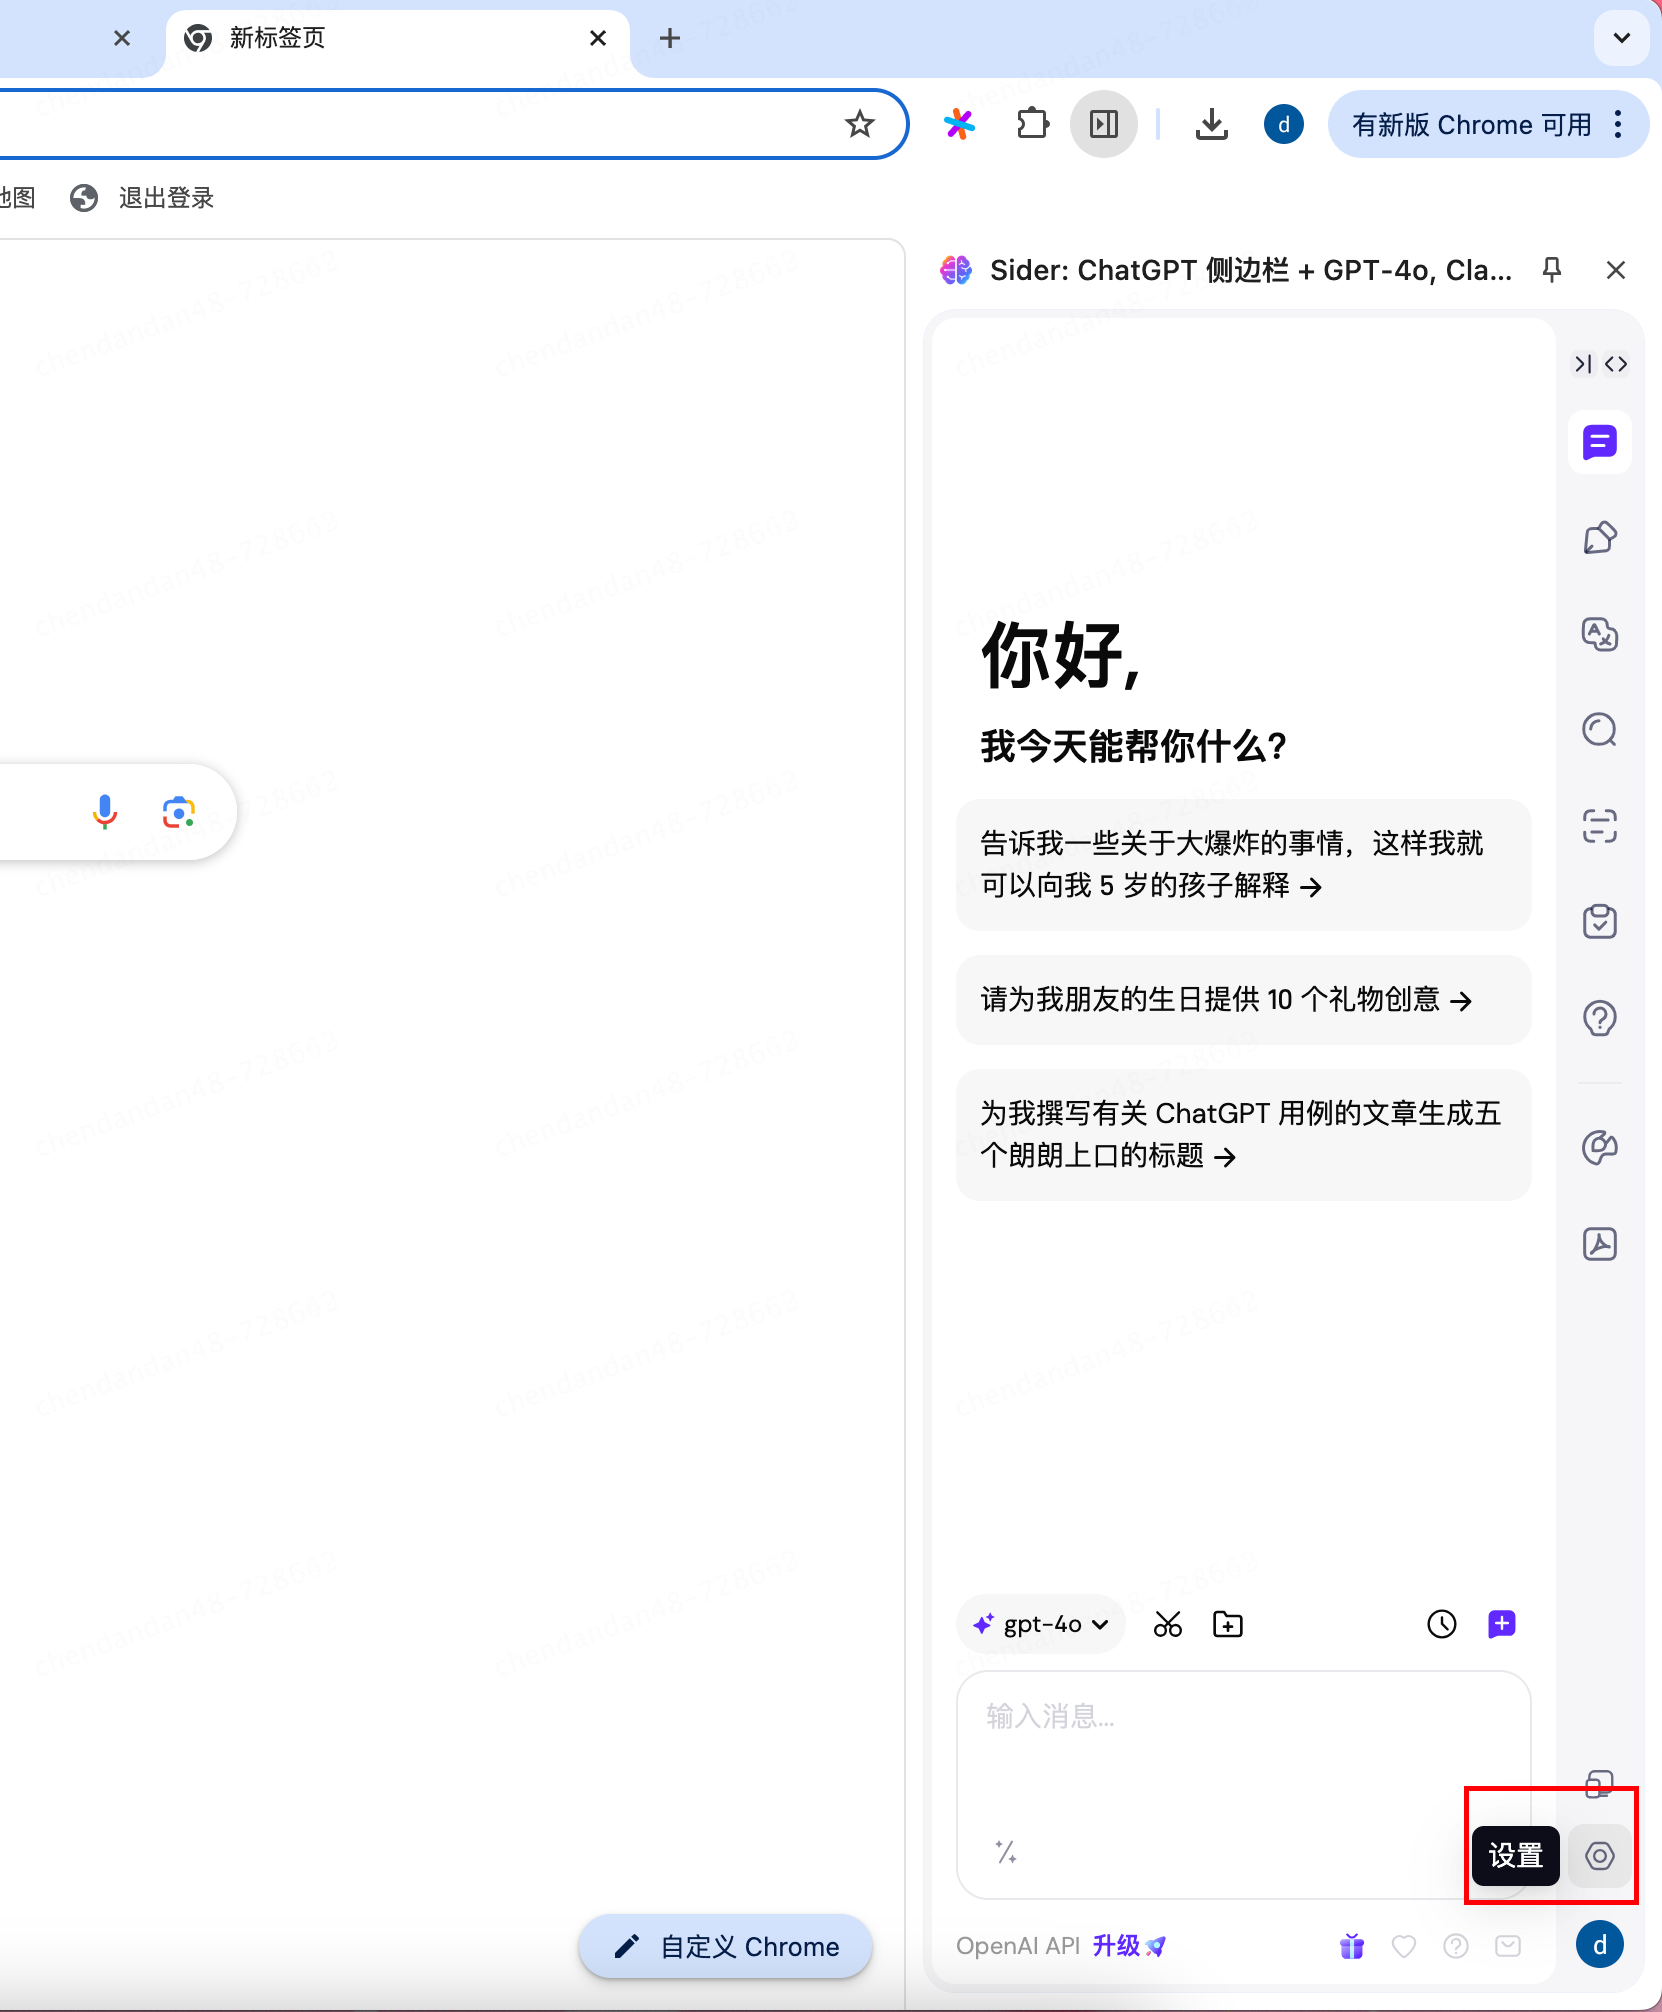 新标签页
有新版 Chrome 可用
地图
退出登录
Sider: ChatGPT 侧边栏 + GPT-4o, Cla...
你好,
我今天能帮你什么?
告诉我一些关于大爆炸的事情，这样我就
可以向我 5 岁的孩子解释 →
请为我朋友的生日提供 10 个礼物创意 →
为我撰写有关 ChatGPT 用例的文章生成五
个朗朗上口的标题 →
gpt-4o
输入消息...
设置
自定义 Chrome
OpenAI API 升级
d
d
chendandan48-728662